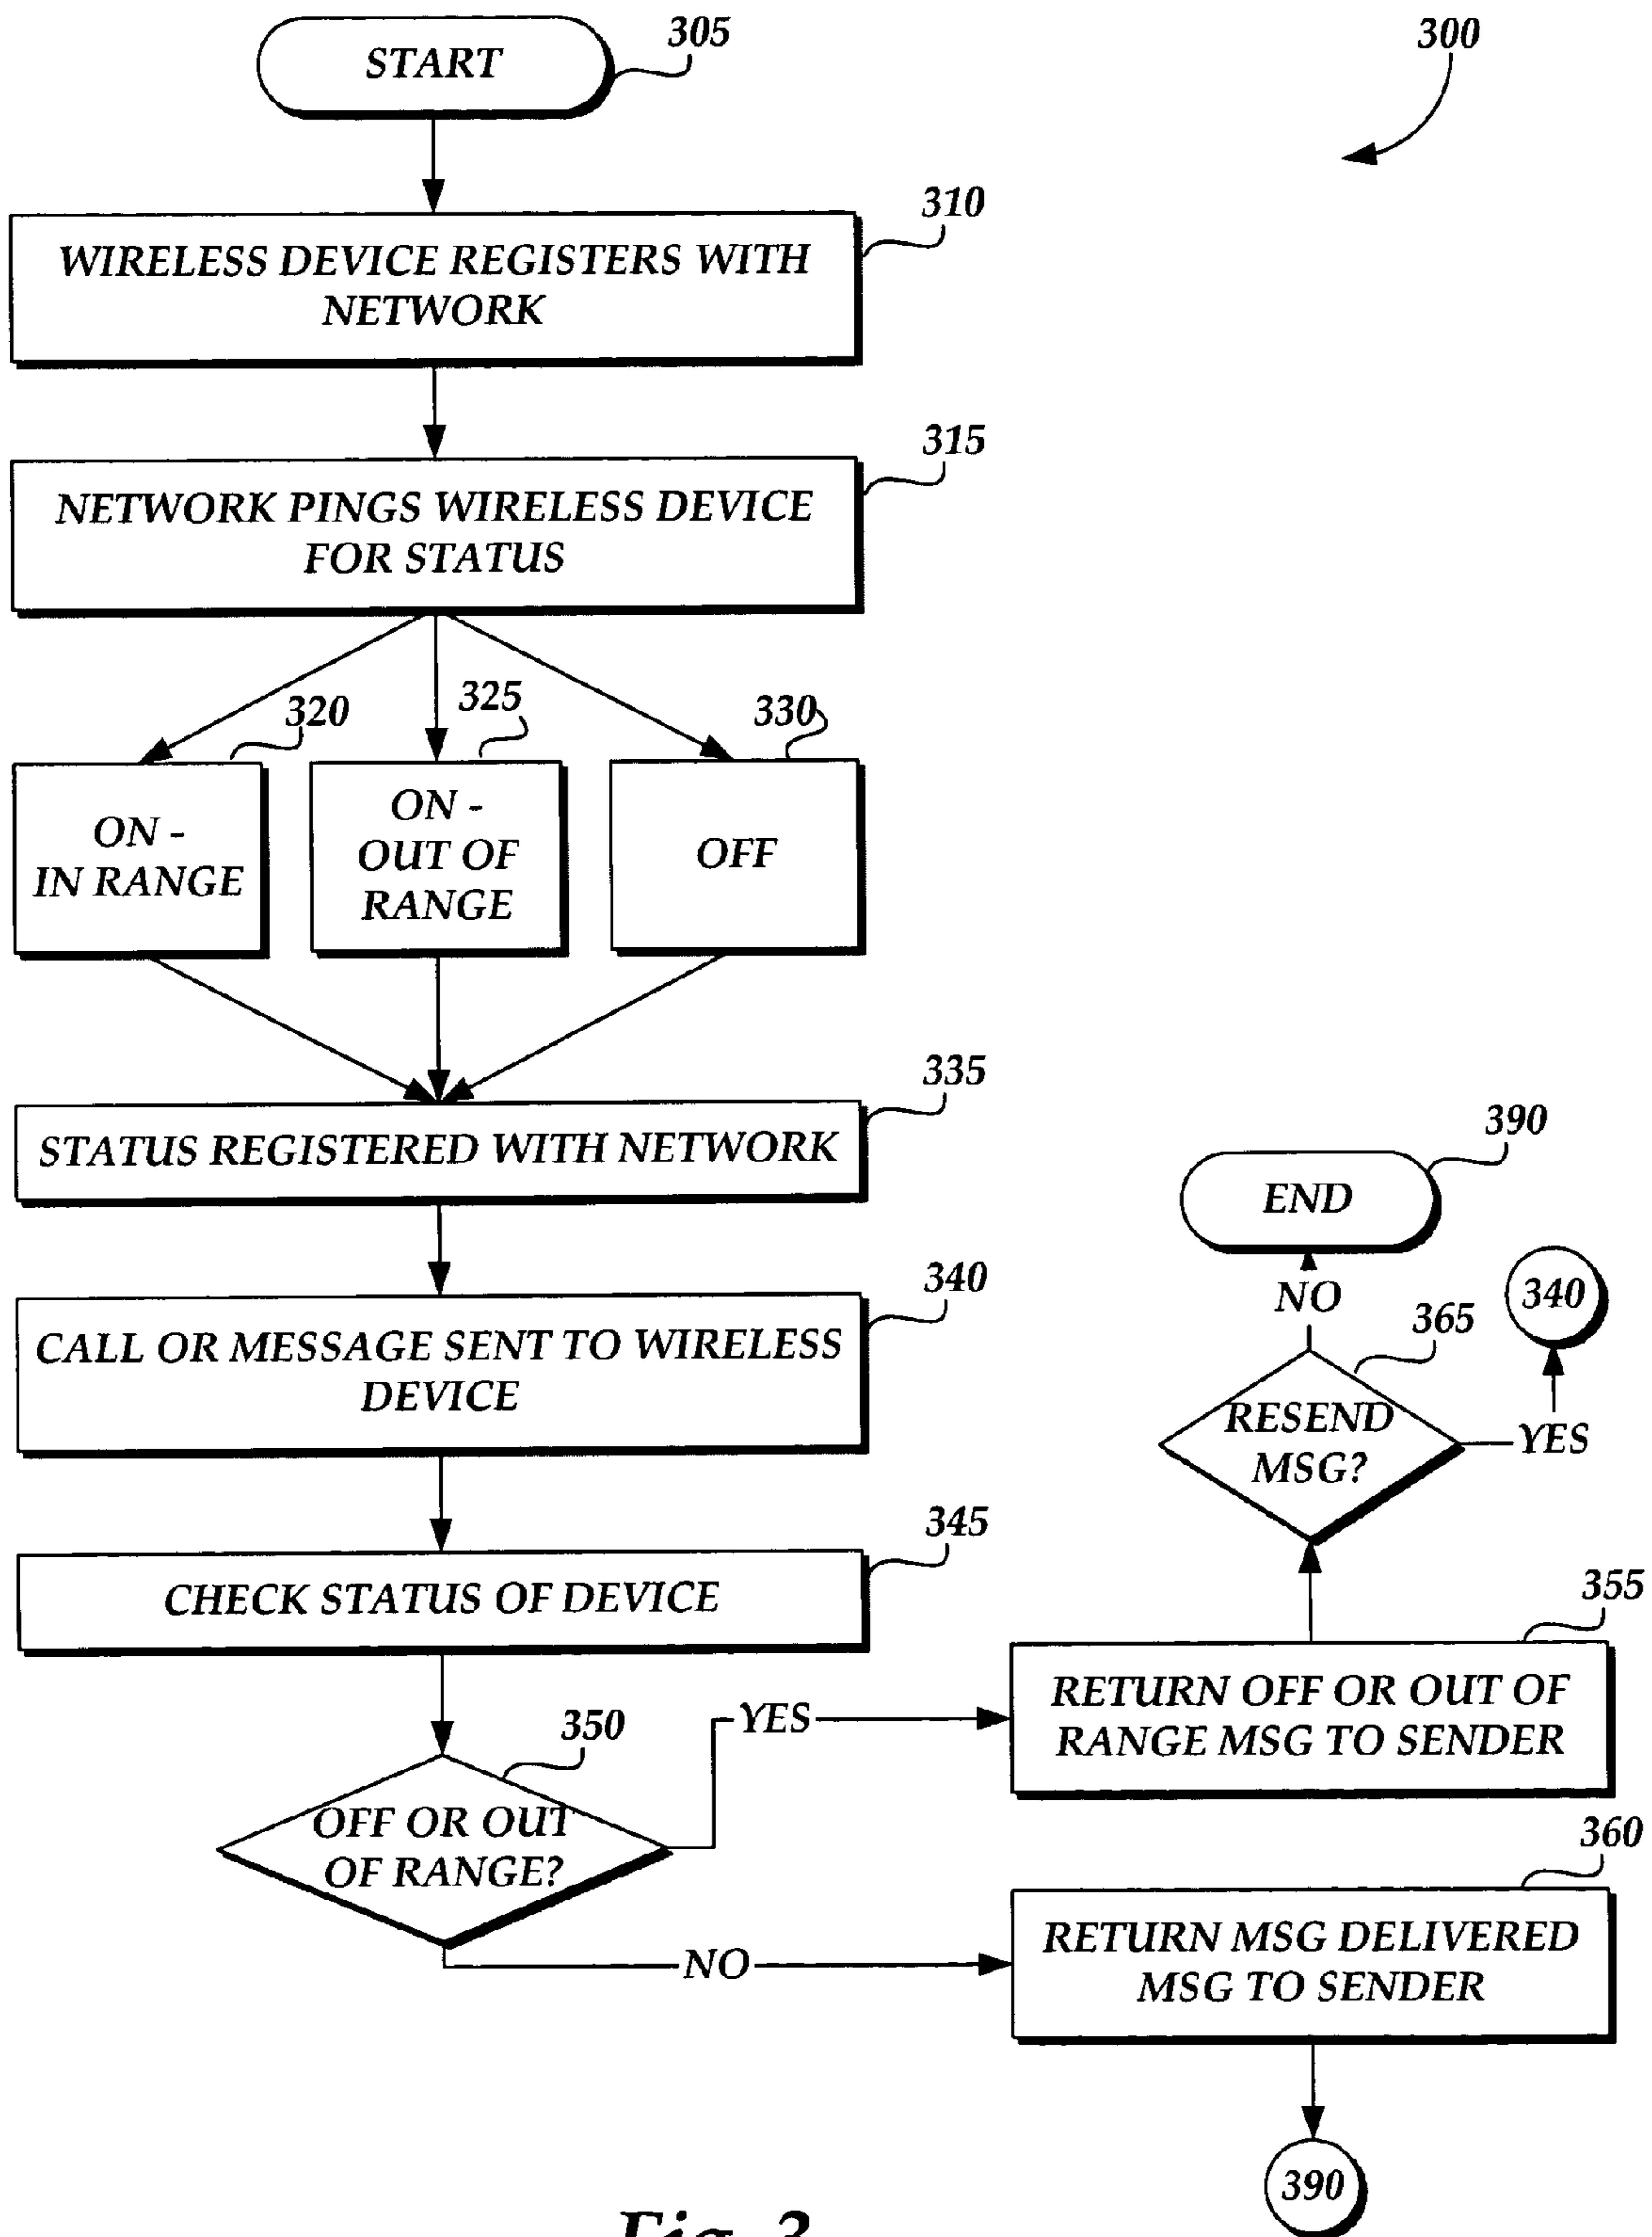 START
305
300
WIRELESS DEVICE REGISTERS WITH
NETWORK
310
NETWORK PINGS WIRELESS DEVICE
FOR STATUS
315
320
325
330
ON -
IN RANGE
ON -
OUT OF
RANGE
OFF
STATUS REGISTERED WITH NETWORK
335
CALL OR MESSAGE SENT TO WIRELESS
DEVICE
340
CHECK STATUS OF DEVICE
345
OFF OR OUT
OF RANGE?
350
YES
NO
RETURN OFF OR OUT OF
RANGE MSG TO SENDER
355
RESEND
MSG?
365
NO
YES
END
390
340
RETURN MSG DELIVERED
MSG TO SENDER
360
390
Fig. 3